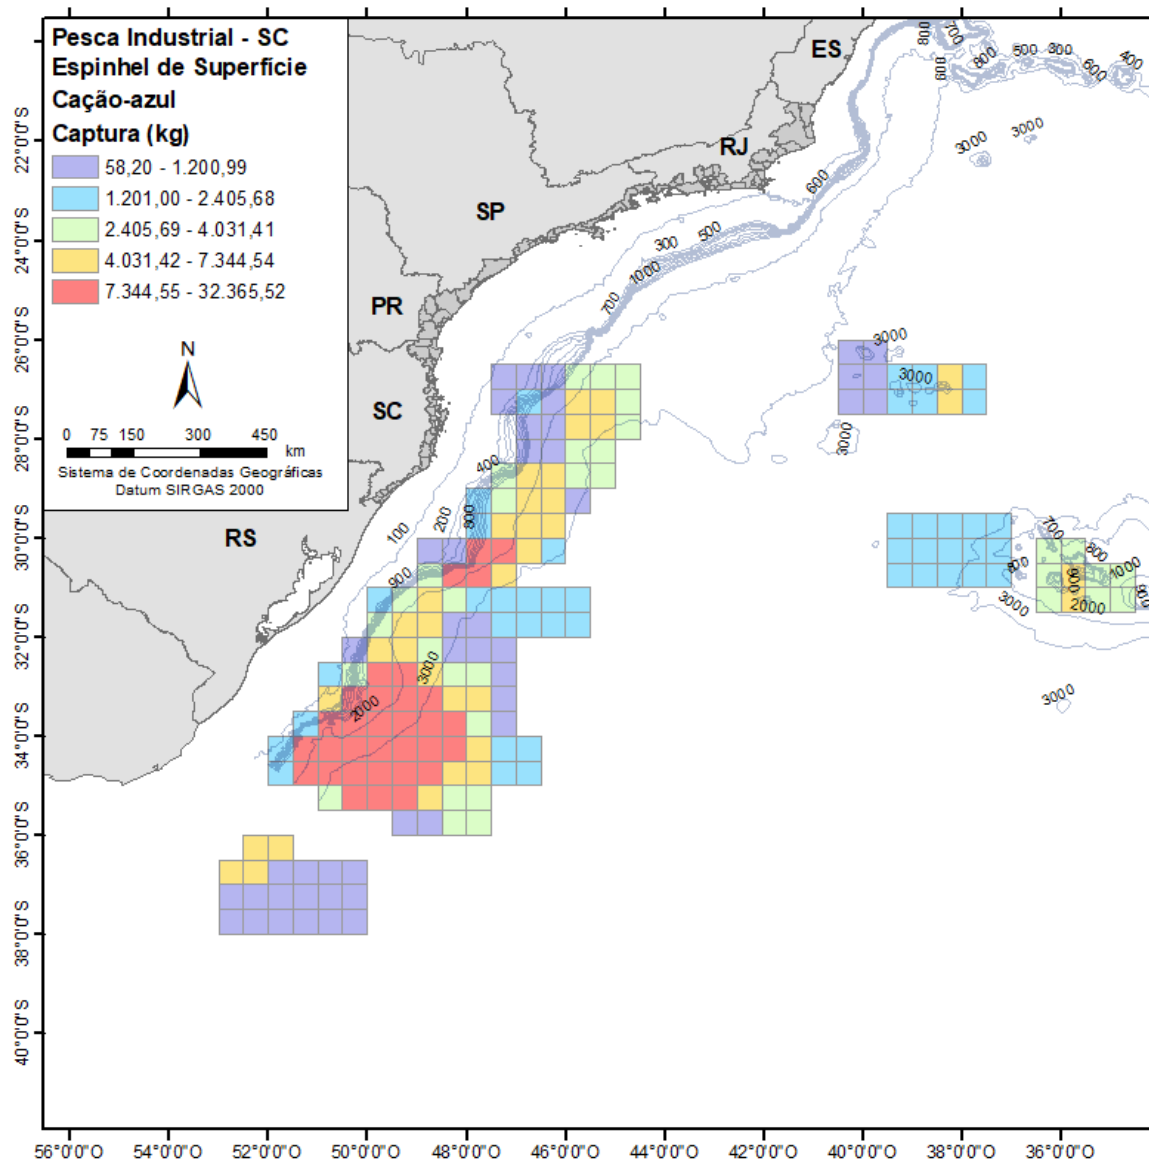 Pesca Industrial - SC
Espinhel de Superfície
Cação-azul
Captura (kg)
58,20 - 1.200,99
1.201,00 - 2.405,68
2.405,69 - 4.031,41
4.031,42 - 7.344,54
7.344,55 - 32.365,52
N
0 75 150 300 450
km
Sistema de Coordenadas Geográficas
Datum SIRGAS 2000
ES
RJ
SP
PR
SC
RS
800
700
600
800
500
300
600
400
3000
3000
600
300
500
1000
700
3000
3000
3000
400
200
800
100
900
3000
2000
700
800
1000
900
2000
3000
3000
22°0'0"S
24°0'0"S
26°0'0"S
28°0'0"S
30°0'0"S
32°0'0"S
34°0'0"S
36°0'0"S
38°0'0"S
40°0'0"S
56°0'0"O
54°0'0"O
52°0'0"O
50°0'0"O
48°0'0"O
46°0'0"O
44°0'0"O
42°0'0"O
40°0'0"O
38°0'0"O
36°0'0"O